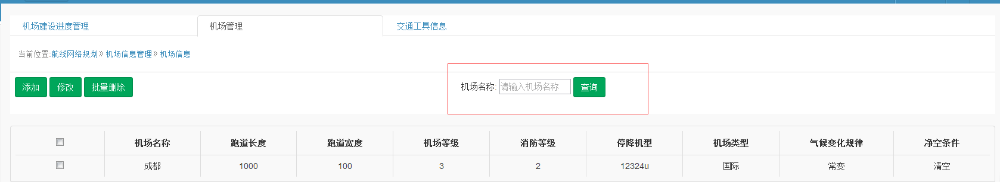 机场建设进度管理 机场管理 交通工具信息
当前位置:航线网络规划» 机场信息管理» 机场信息
添加 修改 批量删除 机场名称: 请输入机场名称 查询
机场名称 跑道长度 跑道宽度 机场等级 消防等级 停降机型 机场类型 气候变化规律 净空条件
成都 1000 100 3 2 12324u 国际 常变 清空